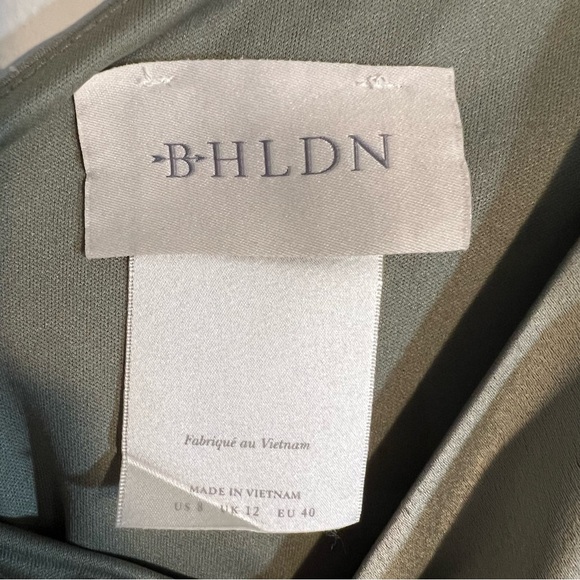 BHLDN
Fabriqué au Vietnam
MADE IN VIETNAM
US 8 UK 12 EU 40